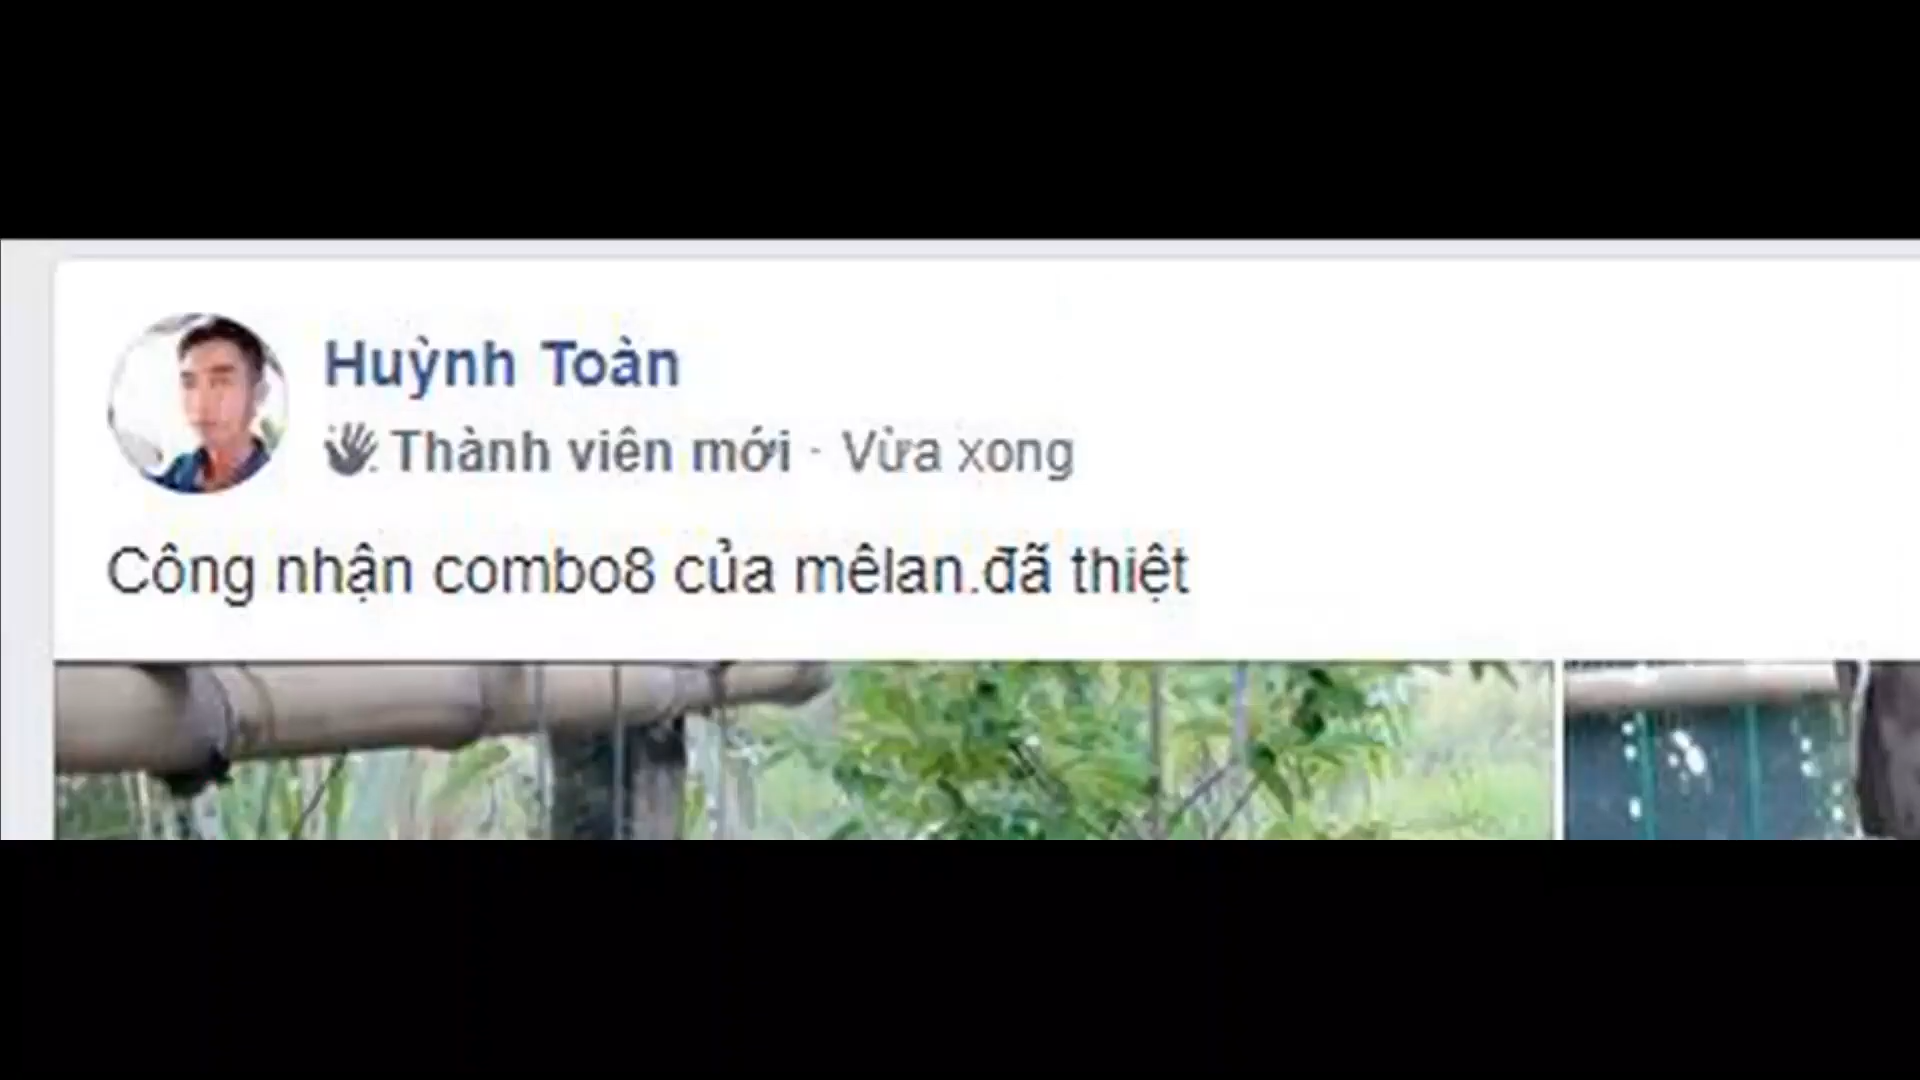 Huỳnh Toàn
Thành viên mới · Vừa xong
Công nhận combo8 của mêlan.đã thiệt